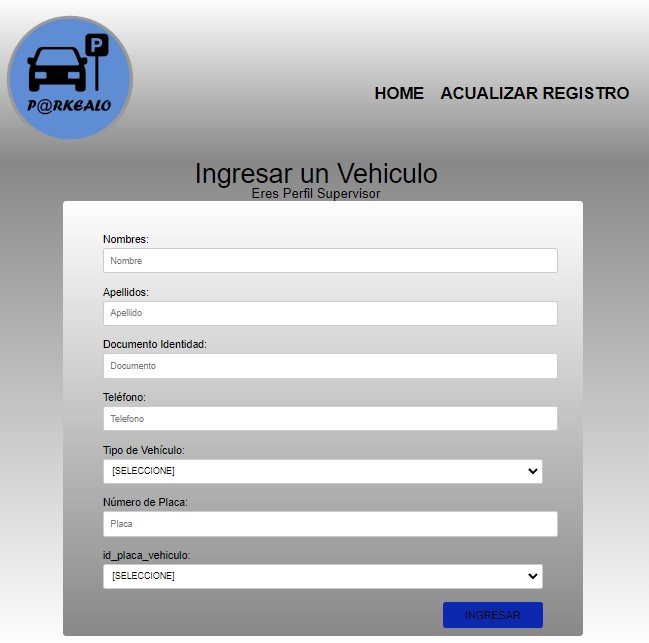 P
P@RKEALO
HOME ACUALIZAR REGISTRO
Ingresar un Vehiculo
Eres Perfil Supervisor
Nombres:
Nombre
Apellidos:
Apellido
Documento Identidad:
Documento
Teléfono:
Telefono
Tipo de Vehículo:
[SELECCIONE]
Número de Placa:
Placa
id_placa_vehiculo:
[SELECCIONE]
INGRESAR